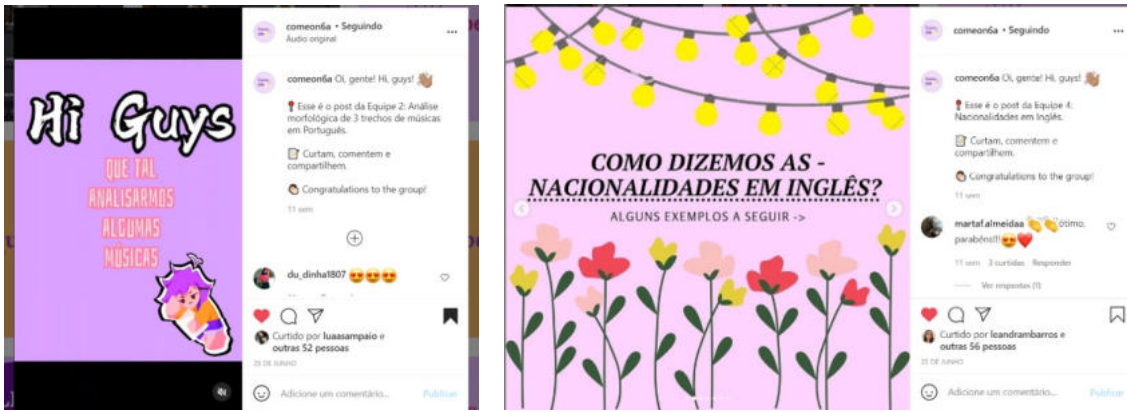 comeon6a • Seguindo
Áudio original
comeon6a Oi, gente! Hi, guys! 👋🏽
📍 Esse é o post da Equipe 2: Análise
morfológica de 3 trechos de músicas
em Português.
📝 Curtam, comentem e
compartilhem.
👏🏻 Congratulations to the group!
11 sem
du_dinha1807 😍😍😍
Curtido por luaasampaio e
outras 52 pessoas
25 DE JUNHO
Adicione um comentário... Publicar
Hi Guys
QUE TAL
ANALISARMOS
ALGUMAS
MÚSICAS
comeon6a • Seguindo
comeon6a Oi, gente! Hi, guys! 👋🏽
📍 Esse é o post da Equipe 4:
Nacionalidades em Inglês.
📝 Curtam, comentem e
compartilhem.
👏🏻 Congratulations to the group!
11 sem
martaf.almeidaa 👏👏ótimo,
parabéns!!!😍❤️
11 sem 3 curtidas Responder
Ver respostas (1)
Curtido por leandrambarros e
outras 56 pessoas
Adicione um comentário... Publicar
COMO DIZEMOS AS -
NACIONALIDADES EM INGLÊS?
ALGUNS EXEMPLOS A SEGUIR ->